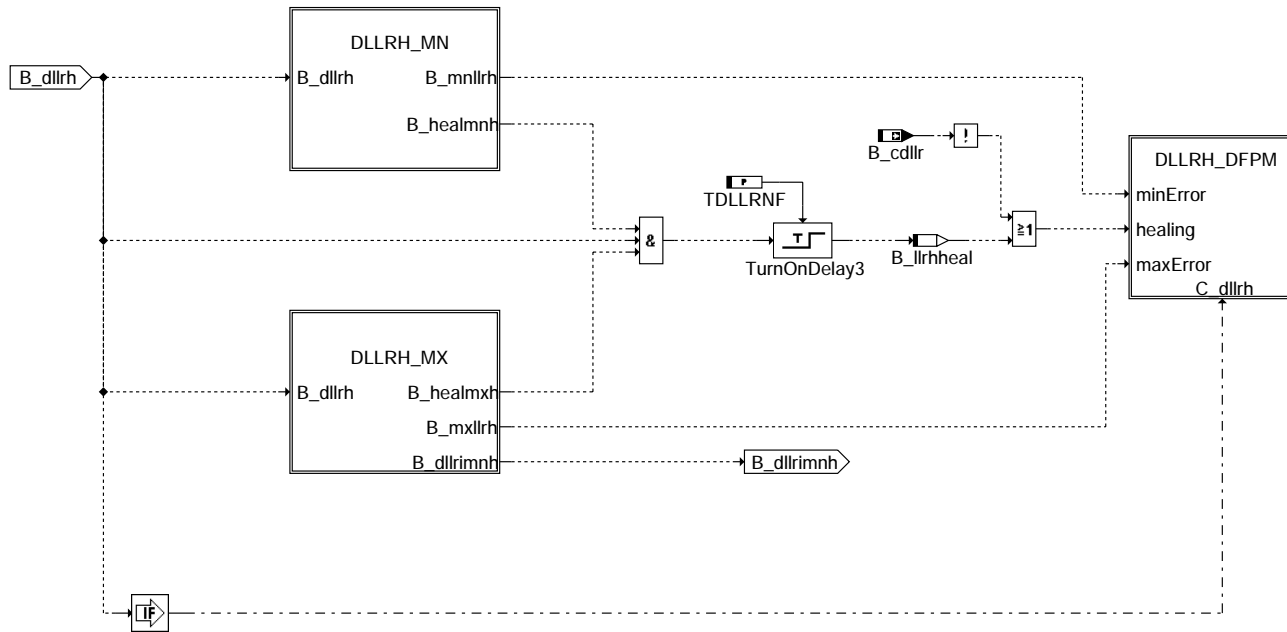 DLLRH_MN
B_dllrh
B_dllrh
B_mnllrh
B_healmnh
B_cdllr
!
DLLRH_DFPM
P
TDLLRNF
minError
&
T
TurnOnDelay3
B_llrhheal
≥1
healing
maxError
C_dllrh
DLLRH_MX
B_dllrh
B_healmxh
B_mxllrh
B_dllrimnh
B_dllrimnh
IF